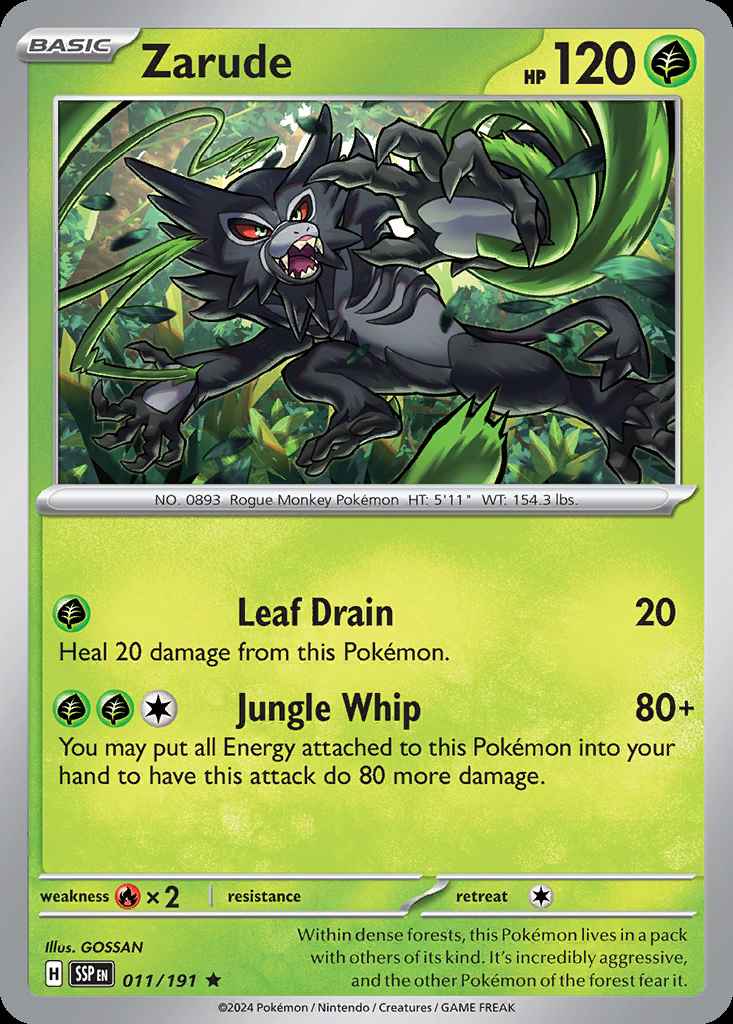 BASIC
Zarude
HP 120
NO. 0893 Rogue Monkey Pokémon HT: 5'11" WT: 154.3 lbs.
Leaf Drain 20
Heal 20 damage from this Pokémon.
Jungle Whip 80+
You may put all Energy attached to this Pokémon into your
hand to have this attack do 80 more damage.
weakness ×2 resistance retreat
Illus. GOSSAN
Within dense forests, this Pokémon lives in a pack
with others of its kind. It's incredibly aggressive,
and the other Pokémon of the forest fear it.
H SSP EN 011/191 ★
©2024 Pokémon / Nintendo / Creatures / GAME FREAK